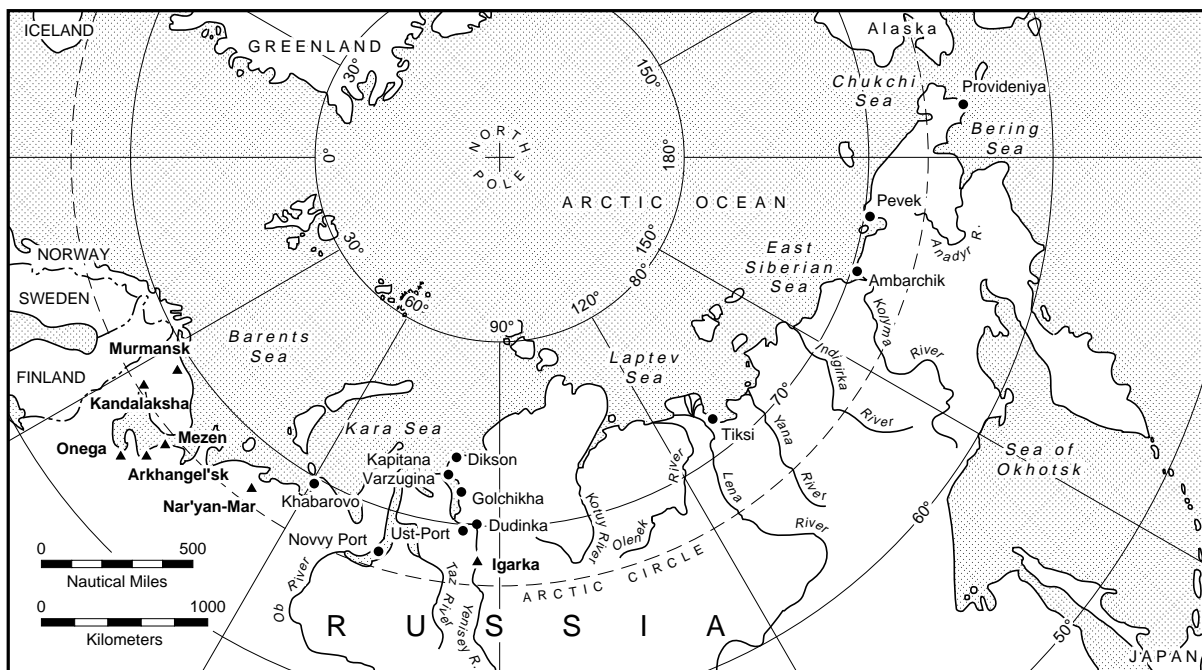 ICELAND
GREENLAND
30°
150°
Alaska
Chukchi
Sea
Provideniya
Bering
Sea
NORTH
POLE
0°
180°
ARCTIC OCEAN
Pevek
Anadyr R.
30°
150°
80°
East
Siberian
Sea
Ambarchik
NORWAY
SWEDEN
60°
120°
90°
Barents
Sea
Murmansk
Laptev
Sea
Kolyma
River
Indigirka
River
FINLAND
Kandalaksha
70°
Kara Sea
Tiksi
Yana
River
Mezen
Onega
Arkhangel'sk
Kapitana
Varzugina
Dikson
Golchikha
Sea of
Okhotsk
Nar'yan-Mar
Khabarovo
Kotuy River
Olenek
River
Lena
River
60°
Novvy Port
Ust-Port
Dudinka
Igarka
0 500
Nautical Miles
0 1000
Kilometers
Ob River
Taz River
Yenisey R.
ARCTIC CIRCLE
RUSSIA
50°
JAPAN